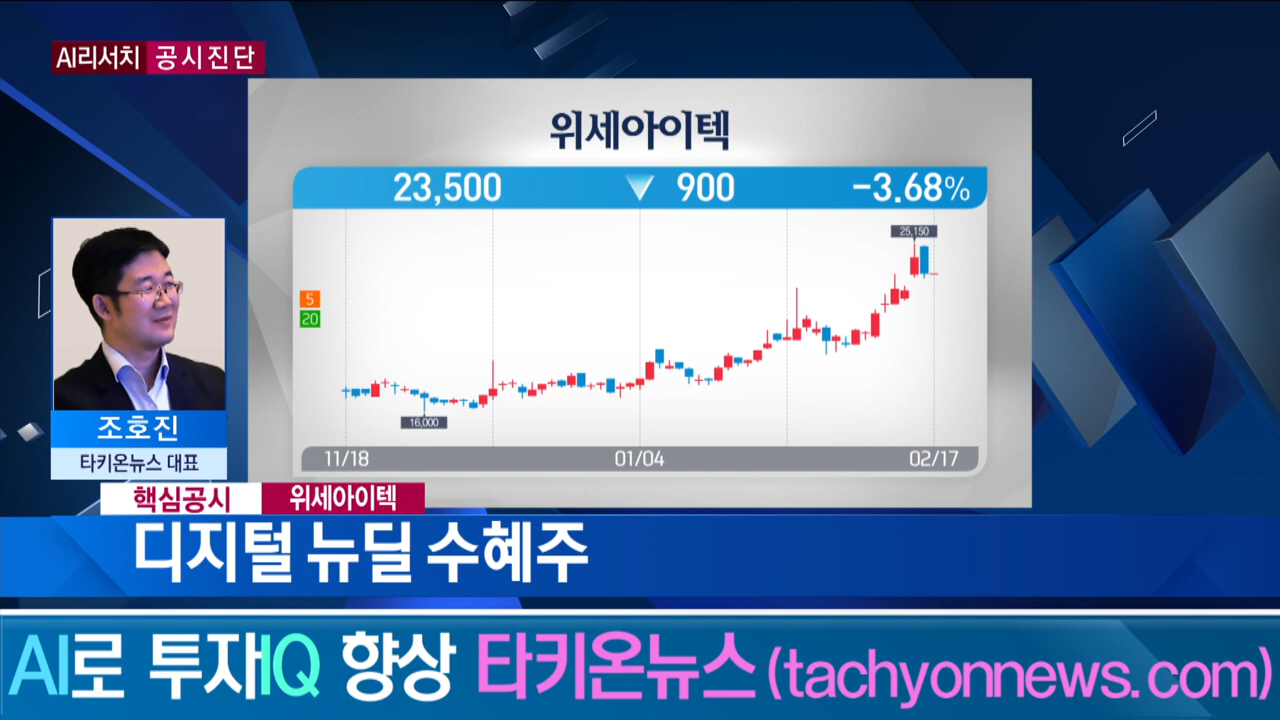 AI리서치 공시진단
위세아이텍
23,500 ▼ 900 -3.68%
25,150
5
20
16,000
11/18 01/04 02/17
조호진
타키온뉴스 대표
핵심공시 위세아이텍
디지털 뉴딜 수혜주
AI로 투자IQ 향상 타키온뉴스(tachyonnews.com)